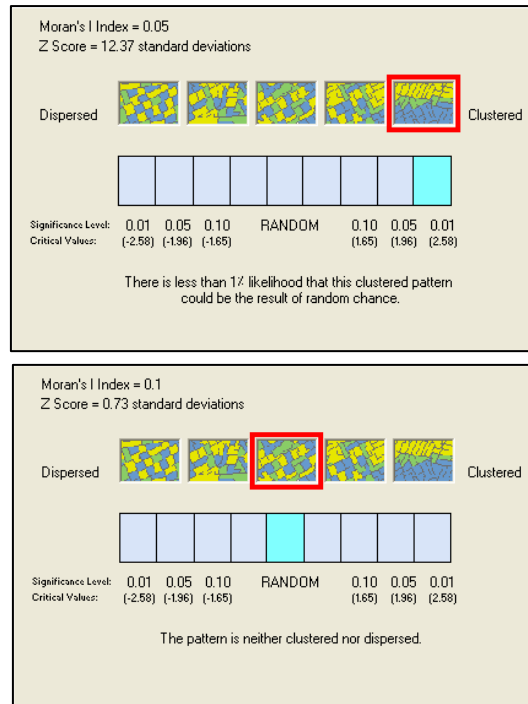 Moran's I Index = 0.05
Z Score = 12.37 standard deviations
Dispersed
Clustered
Significance Level: 0.01 0.05 0.10 RANDOM 0.10 0.05 0.01
Critical Values: (-2.58) (-1.96) (-1.65) (1.65) (1.96) (2.58)
There is less than 1% likelihood that this clustered pattern
could be the result of random chance.
Moran's I Index = 0.1
Z Score = 0.73 standard deviations
Dispersed
Clustered
Significance Level: 0.01 0.05 0.10 RANDOM 0.10 0.05 0.01
Critical Values: (-2.58) (-1.96) (-1.65) (1.65) (1.96) (2.58)
The pattern is neither clustered nor dispersed.